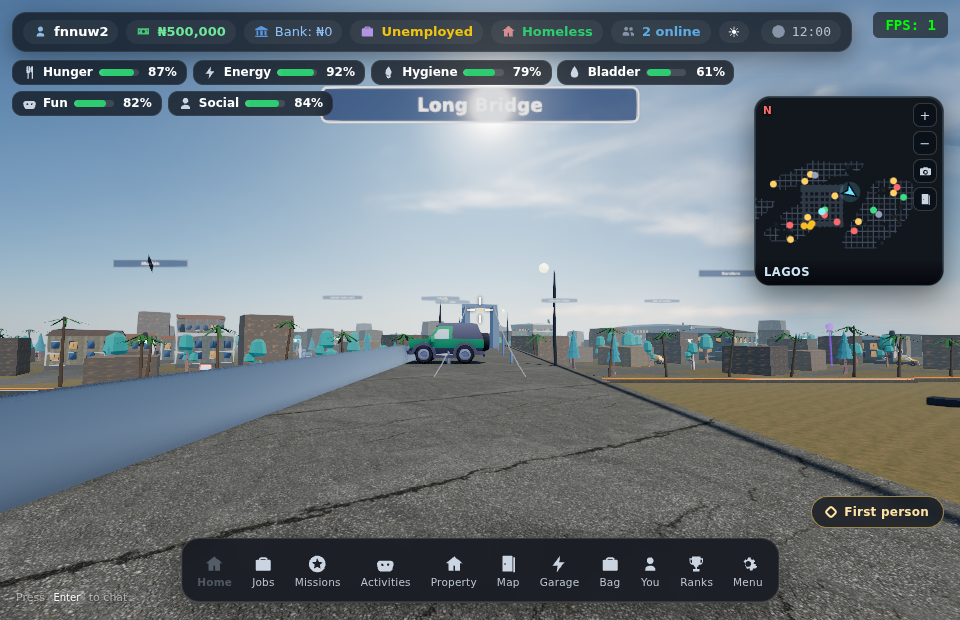 fnnuw2
₦500,000
Bank: ₦0
Unemployed
Homeless
2 online
12:00
FPS: 1
Hunger 87%
Energy 92%
Hygiene 79%
Bladder 61%
Fun 82%
Social 84%
Long Bridge
N
+
−
LAGOS
First person
Home
Jobs
Missions
Activities
Property
Map
Garage
Bag
You
Ranks
Menu
Press Enter to chat